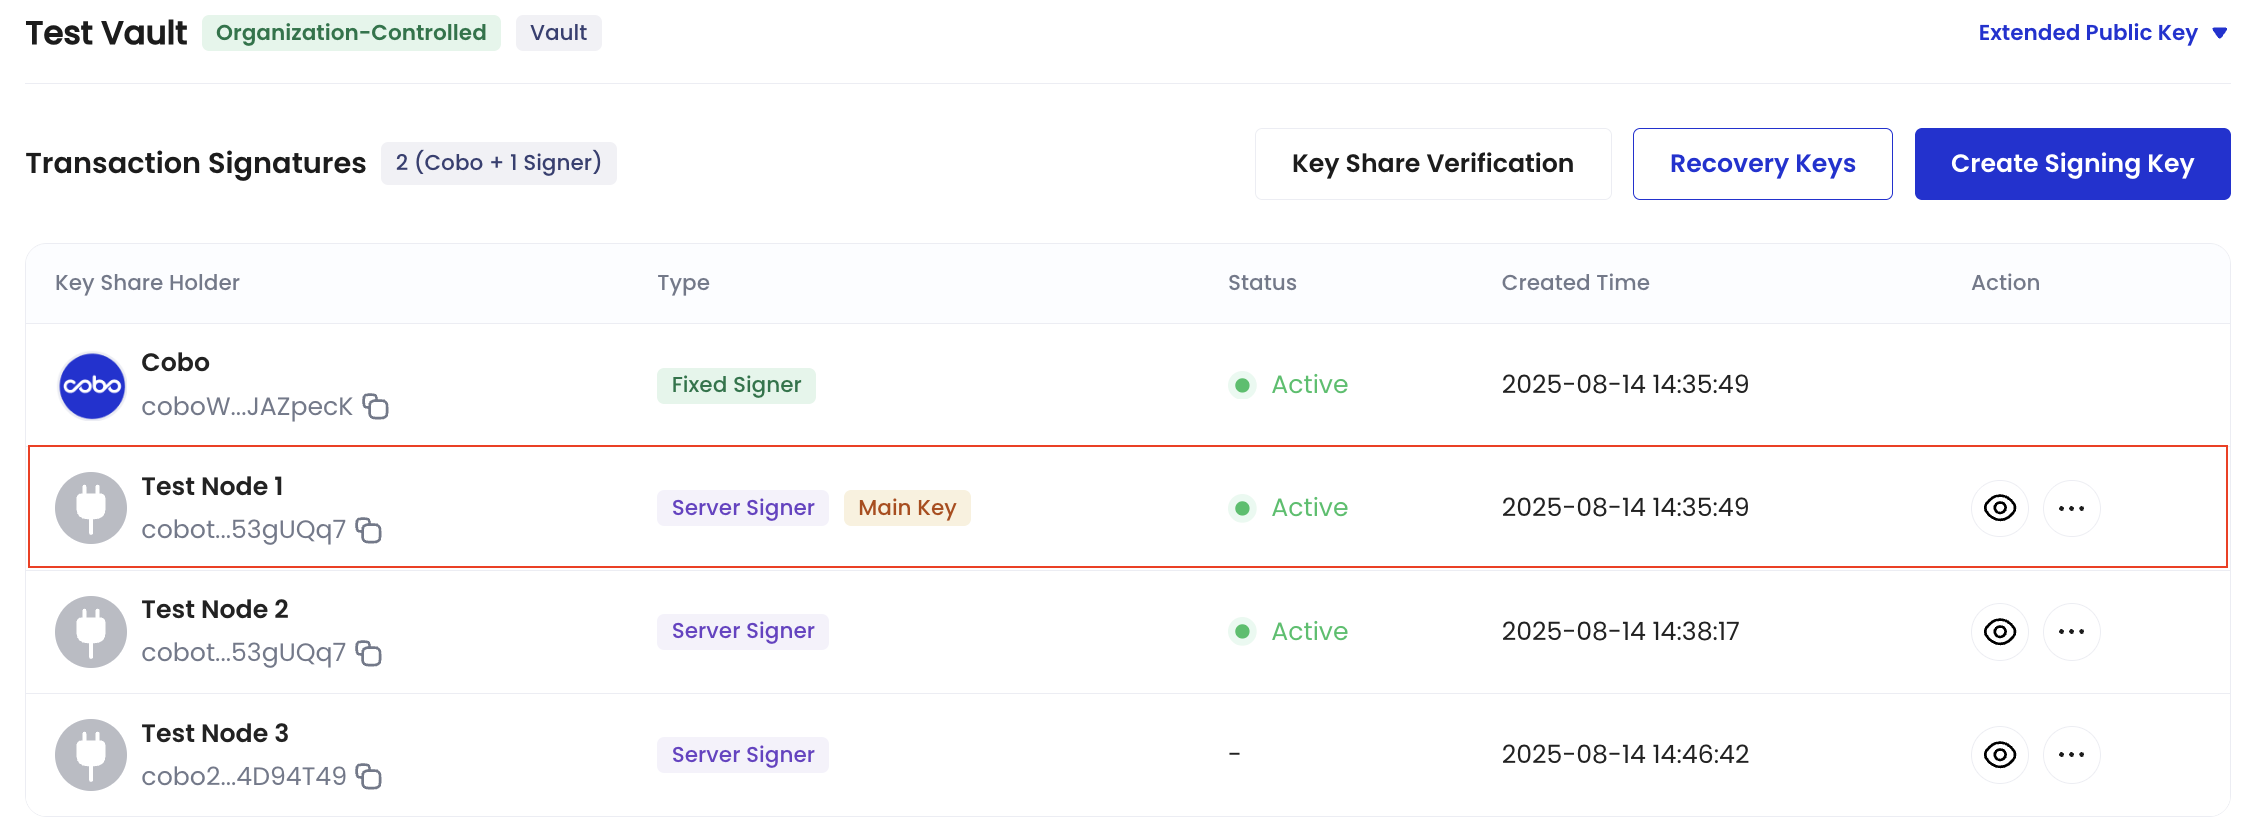 Test Vault Organization-Controlled Vault Extended Public Key
Transaction Signatures 2 (Cobo + 1 Signer) Key Share Verification Recovery Keys Create Signing Key
Key Share Holder Type Status Created Time Action
cobo
Cobo
coboW...JAZpecK
Fixed Signer Active 2025-08-14 14:35:49
Test Node 1
cobot...53gUQq7
Server Signer Main Key Active 2025-08-14 14:35:49
Test Node 2
cobot...53gUQq7
Server Signer Active 2025-08-14 14:38:17
Test Node 3
cobo2...4D94T49
Server Signer - 2025-08-14 14:46:42